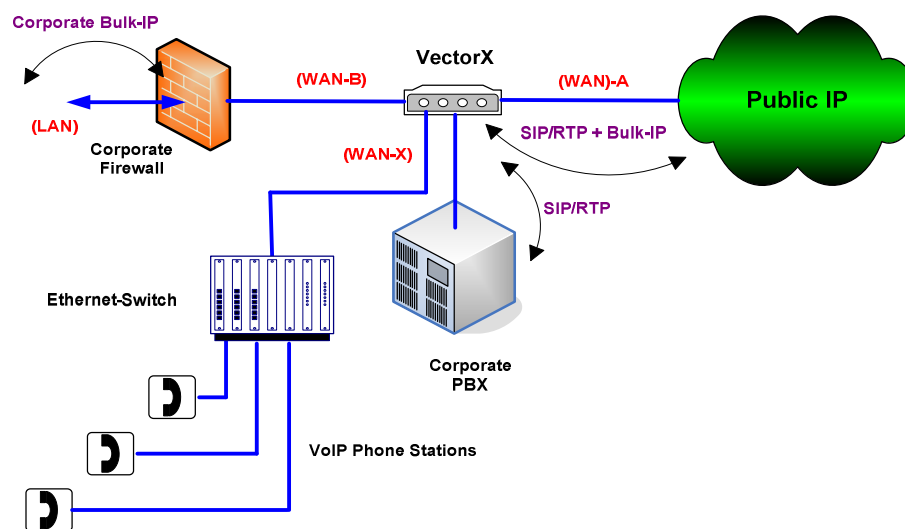 Corporate Bulk-IP
VectorX
(WAN-B)
(WAN)-A
Public IP
(LAN)
Corporate
Firewall
SIP/RTP + Bulk-IP
(WAN-X)
SIP/RTP
Ethernet-Switch
Corporate
PBX
VoIP Phone Stations